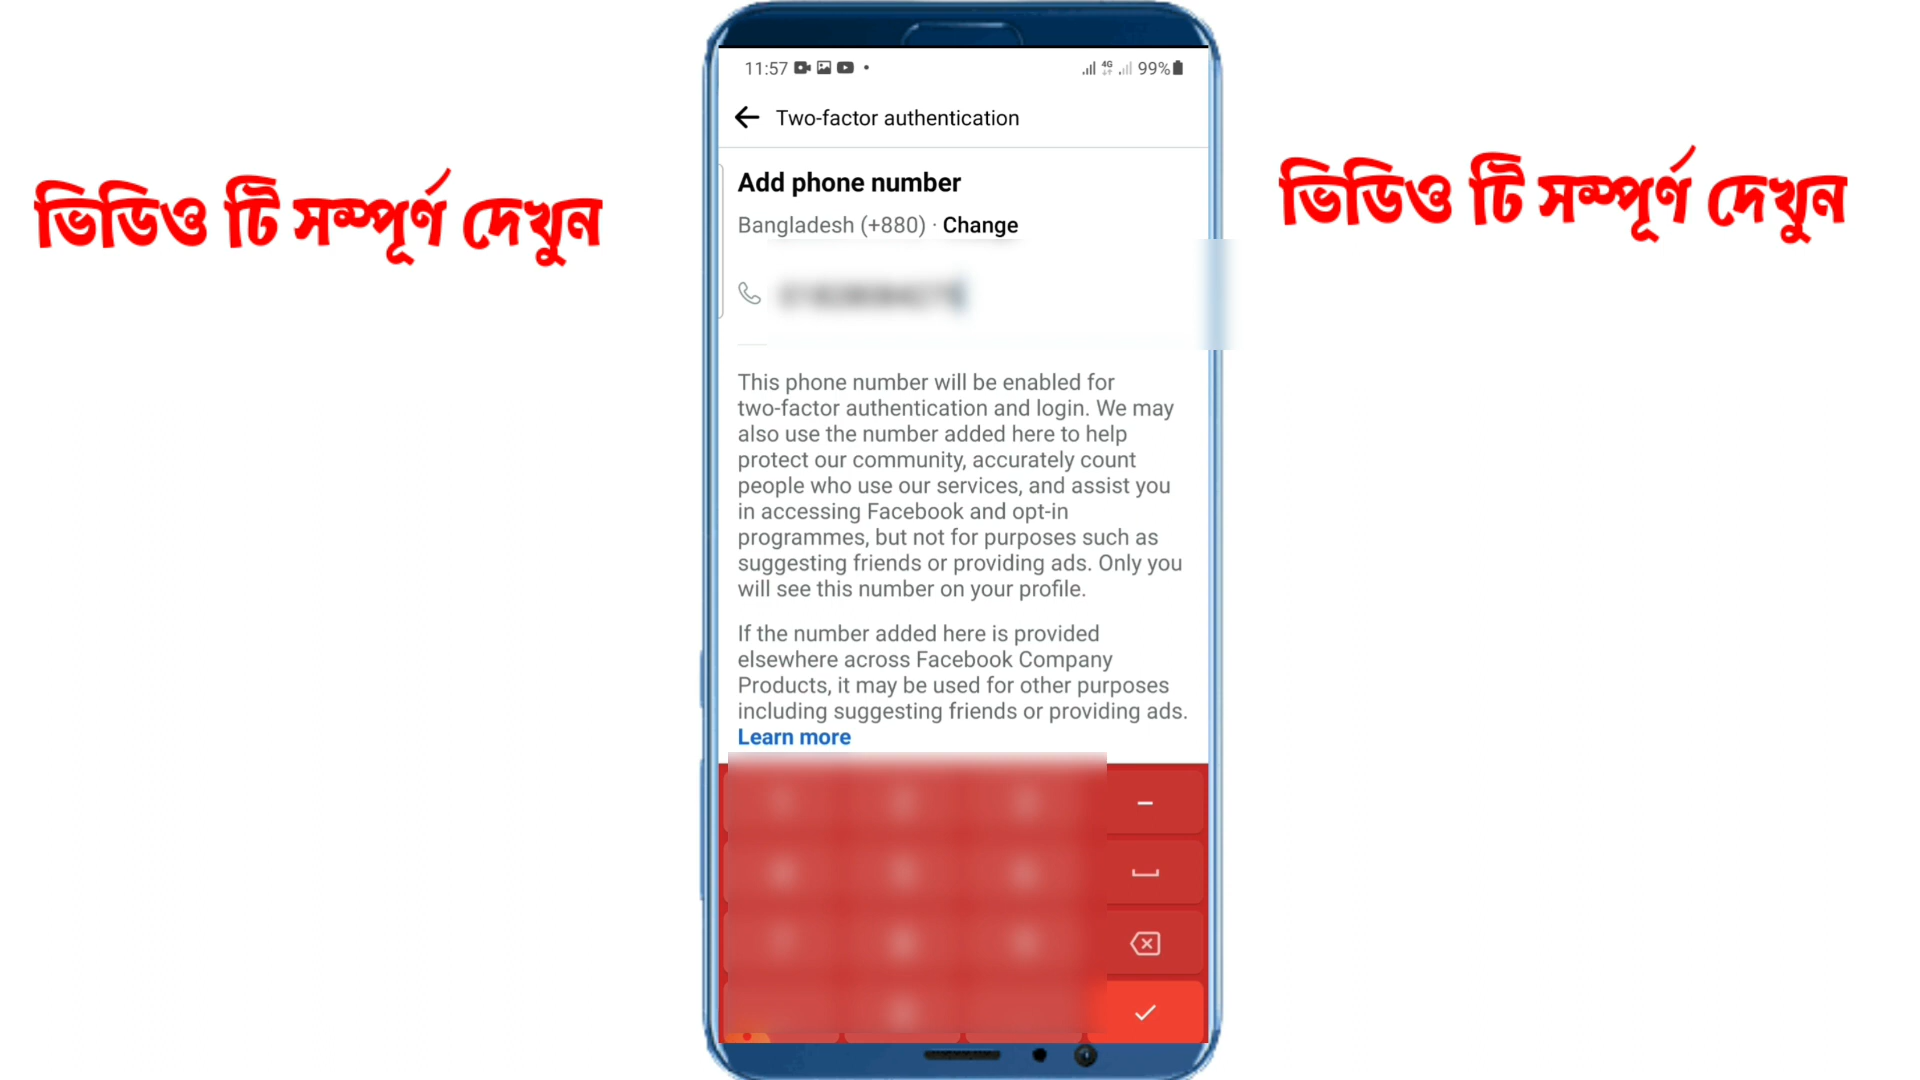 11:57
4G
99%
Two-factor authentication
ভিডিও টি সম্পূর্ণ দেখুন
ভিডিও টি সম্পূর্ণ দেখুন
Add phone number
Bangladesh (+880) · Change
This phone number will be enabled for
two-factor authentication and login. We may
also use the number added here to help
protect our community, accurately count
people who use our services, and assist you
in accessing Facebook and opt-in
programmes, but not for purposes such as
suggesting friends or providing ads. Only you
will see this number on your profile.
If the number added here is provided
elsewhere across Facebook Company
Products, it may be used for other purposes
including suggesting friends or providing ads.
Learn more